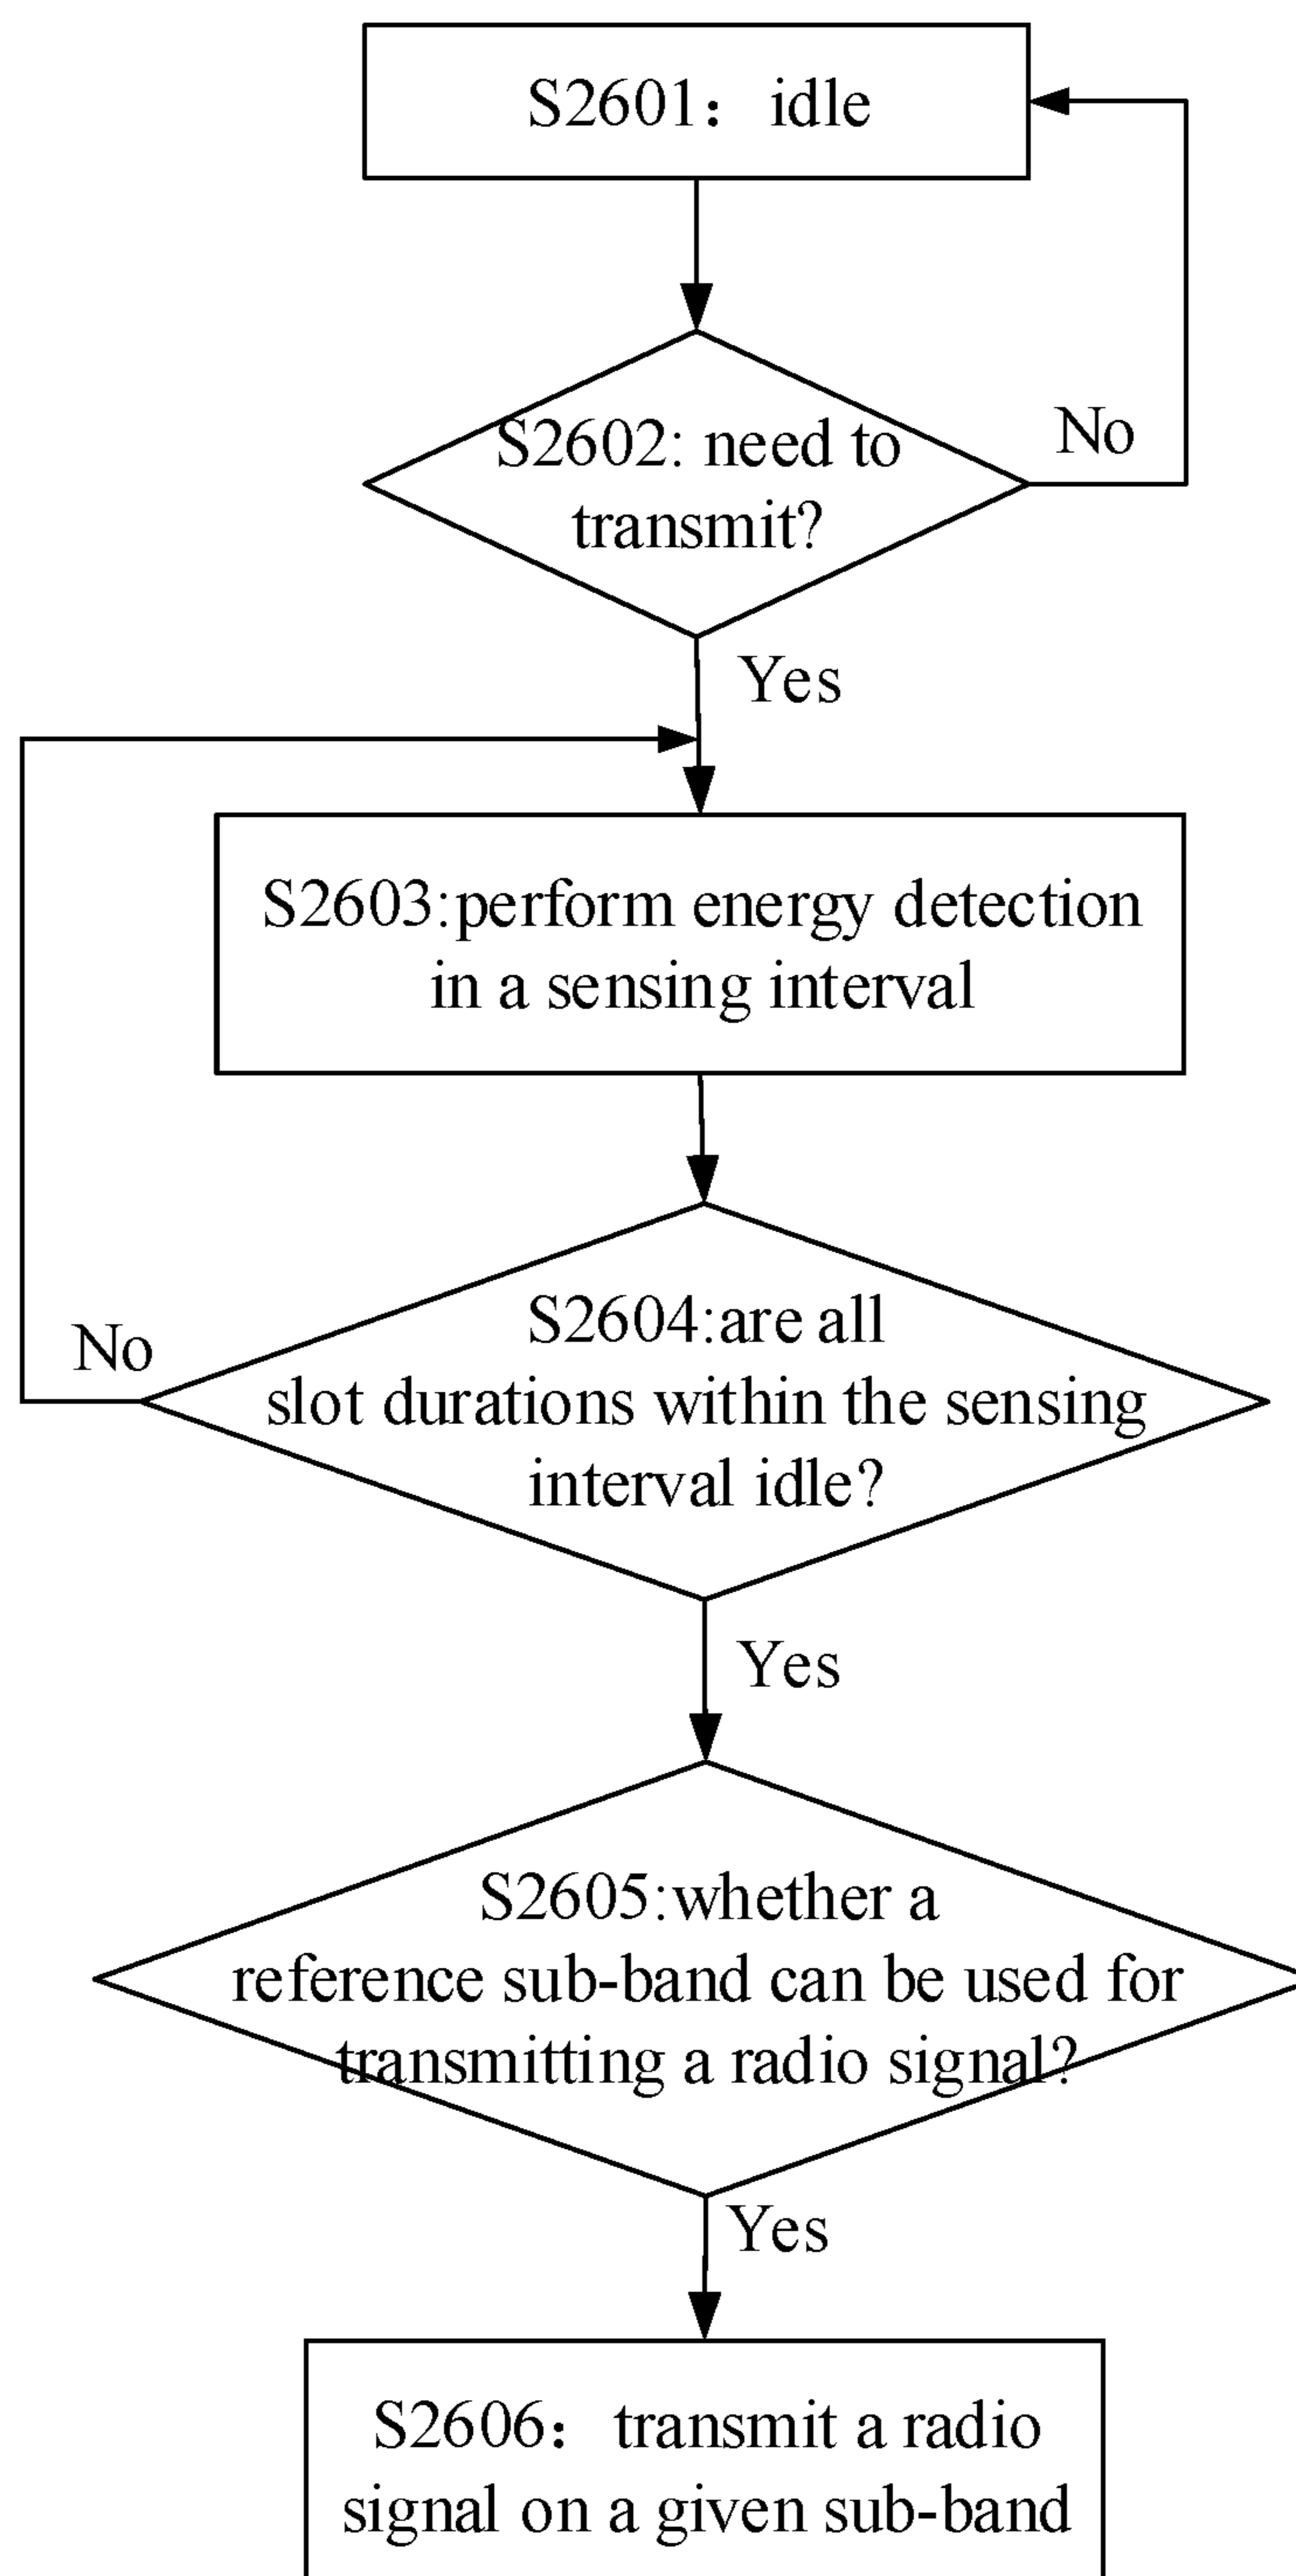 S2601：idle
S2602: need to
transmit?
No
Yes
S2603:perform energy detection
in a sensing interval
S2604:are all
slot durations within the sensing
interval idle?
No
Yes
S2605:whether a
reference sub-band can be used for
transmitting a radio signal?
Yes
S2606：transmit a radio
signal on a given sub-band